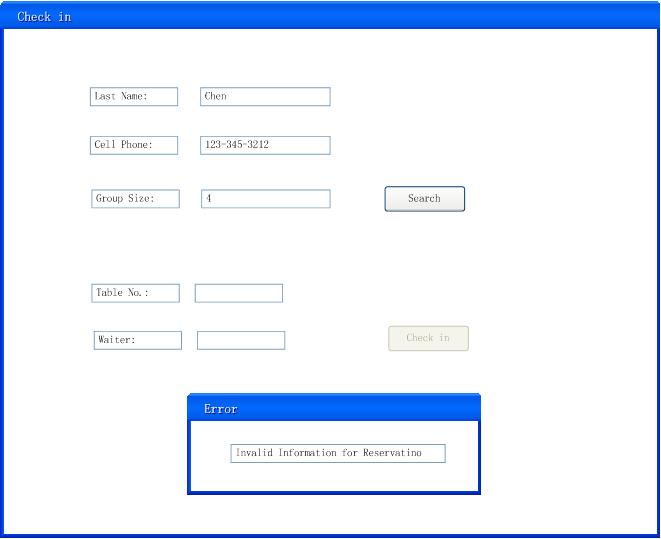 Check in
Last Name: Chen
Cell Phone: 123-345-3212
Group Size: 4 Search
Table No.:
Waiter: Check in
Error
Invalid Information for Reservatino